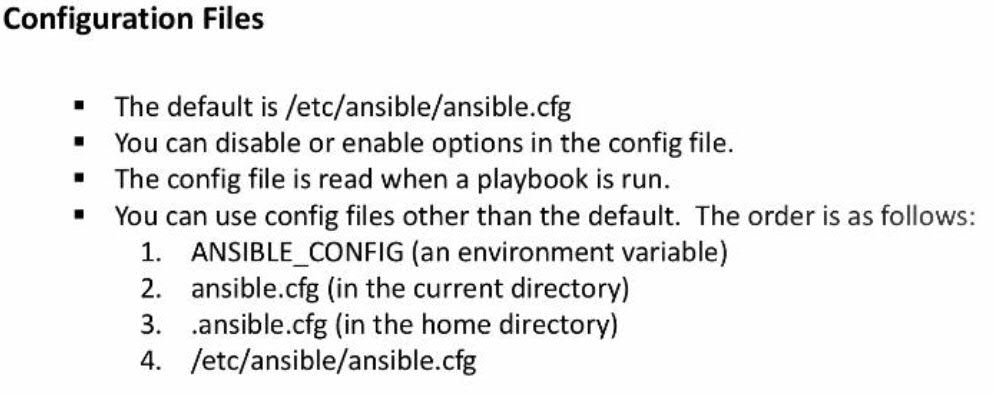 Configuration Files
▪ The default is /etc/ansible/ansible.cfg
▪ You can disable or enable options in the config file.
▪ The config file is read when a playbook is run.
▪ You can use config files other than the default.  The order is as follows:
1. ANSIBLE_CONFIG (an environment variable)
2. ansible.cfg (in the current directory)
3. .ansible.cfg (in the home directory)
4. /etc/ansible/ansible.cfg